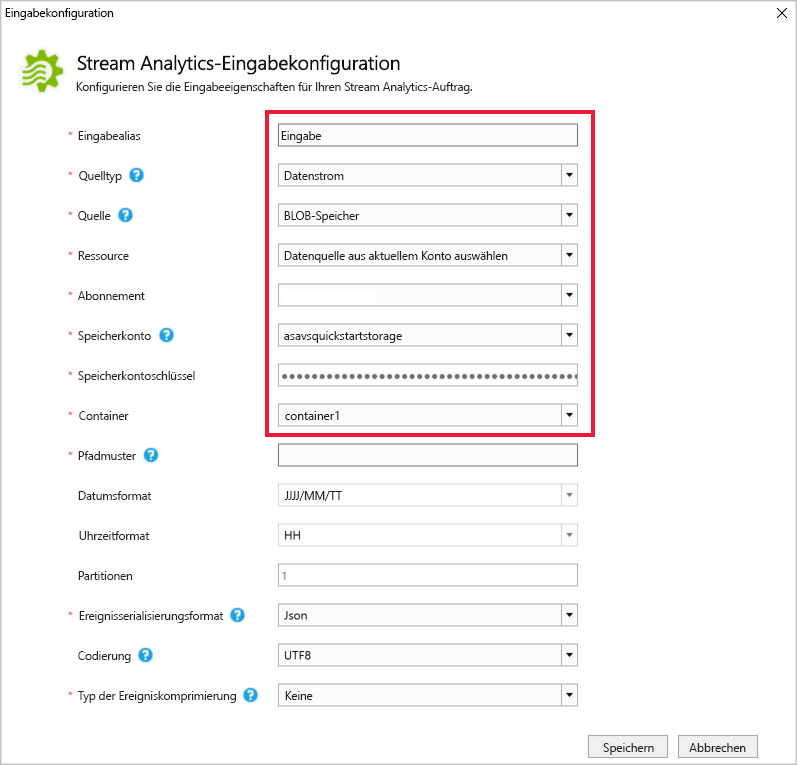 Eingabekonfiguration
Stream Analytics-Eingabekonfiguration
Konfigurieren Sie die Eingabeeigenschaften für Ihren Stream Analytics-Auftrag.
* Eingabealias Eingabe
* Quelltyp ? Datenstrom
* Quelle ? BLOB-Speicher
* Ressource Datenquelle aus aktuellem Konto auswählen
* Abonnement
* Speicherkonto ? asavsquickstartstorage
* Speicherkontoschlüssel
* Container container1
* Pfadmuster ?
Datumsformat JJJJ/MM/TT
Uhrzeitformat HH
Partitionen 1
* Ereignisserialisierungsformat ? Json
Codierung ? UTF8
* Typ der Ereigniskomprimierung ? Keine
Speichern Abbrechen